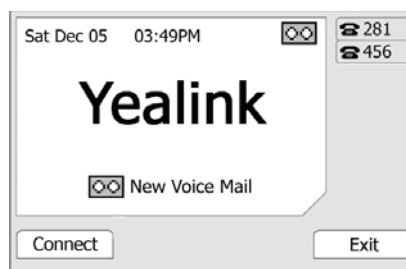 Sat Dec 05 03:49PM
281
456
Yealink
New Voice Mail
Connect
Exit